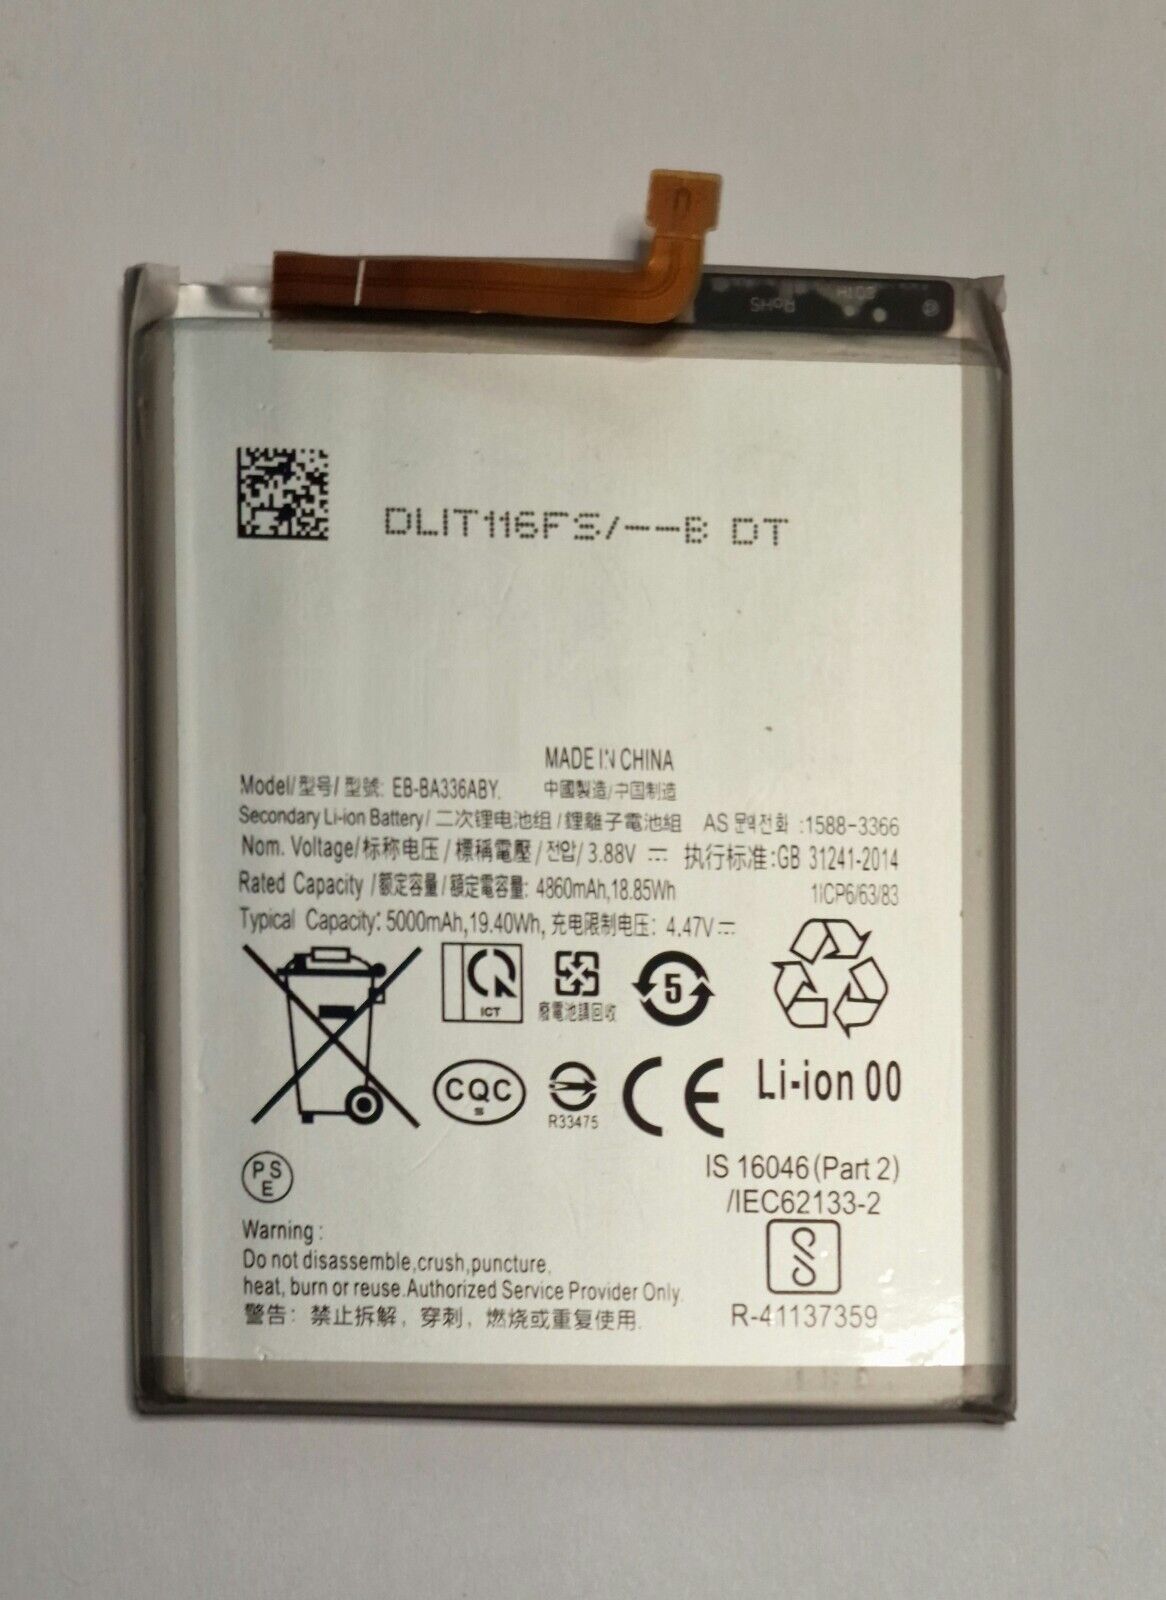 RoHS
DLIT116FS/--B DT
MADE IN CHINA
Model/型号/型號: EB-BA336ABY.
中國製造/中国制造
Secondary Li-ion Battery/二次锂电池组/鋰離子電池組 AS 문의전화 :1588-3366
Nom. Voltage/标称电压/標稱電壓/전압/3.88V 执行标准:GB 31241-2014
Rated Capacity /额定容量/額定電容量: 4860mAh,18.85Wh 1ICP6/63/83
Typical Capacity: 5000mAh,19.40Wh, 充电限制电压: 4.47V
ICT
廢電池請回收
5
CQC
S
R33475
CE
Li-ion 00
PS
E
IS 16046(Part 2)
/IEC62133-2
R-41137359
Warning:
Do not disassemble,crush,puncture,
heat, burn or reuse.Authorized Service Provider Only.
警告: 禁止拆解, 穿刺, 燃烧或重复使用.